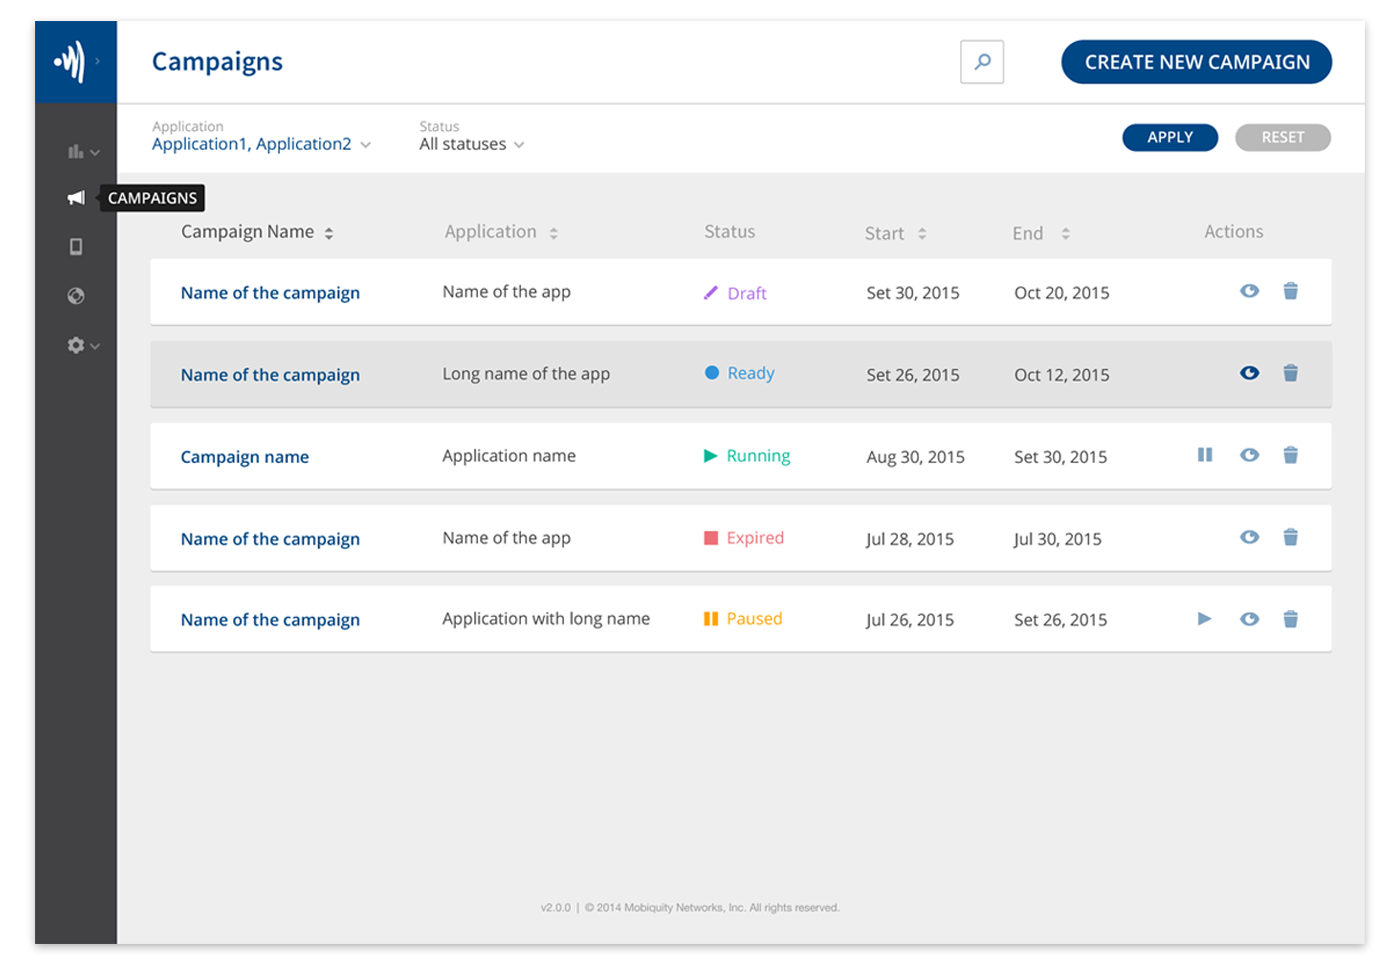 Campaigns
CREATE NEW CAMPAIGN
Application
Status
Application1, Application2
All statuses
APPLY
RESET
CAMPAIGNS
Campaign Name Application Status Start End Actions
Name of the campaign Name of the app Draft Set 30, 2015 Oct 20, 2015
Name of the campaign Long name of the app Ready Set 26, 2015 Oct 12, 2015
Campaign name Application name Running Aug 30, 2015 Set 30, 2015
Name of the campaign Name of the app Expired Jul 28, 2015 Jul 30, 2015
Name of the campaign Application with long name Paused Jul 26, 2015 Set 26, 2015
v2.0.0 | © 2014 Mobiquity Networks, Inc. All rights reserved.